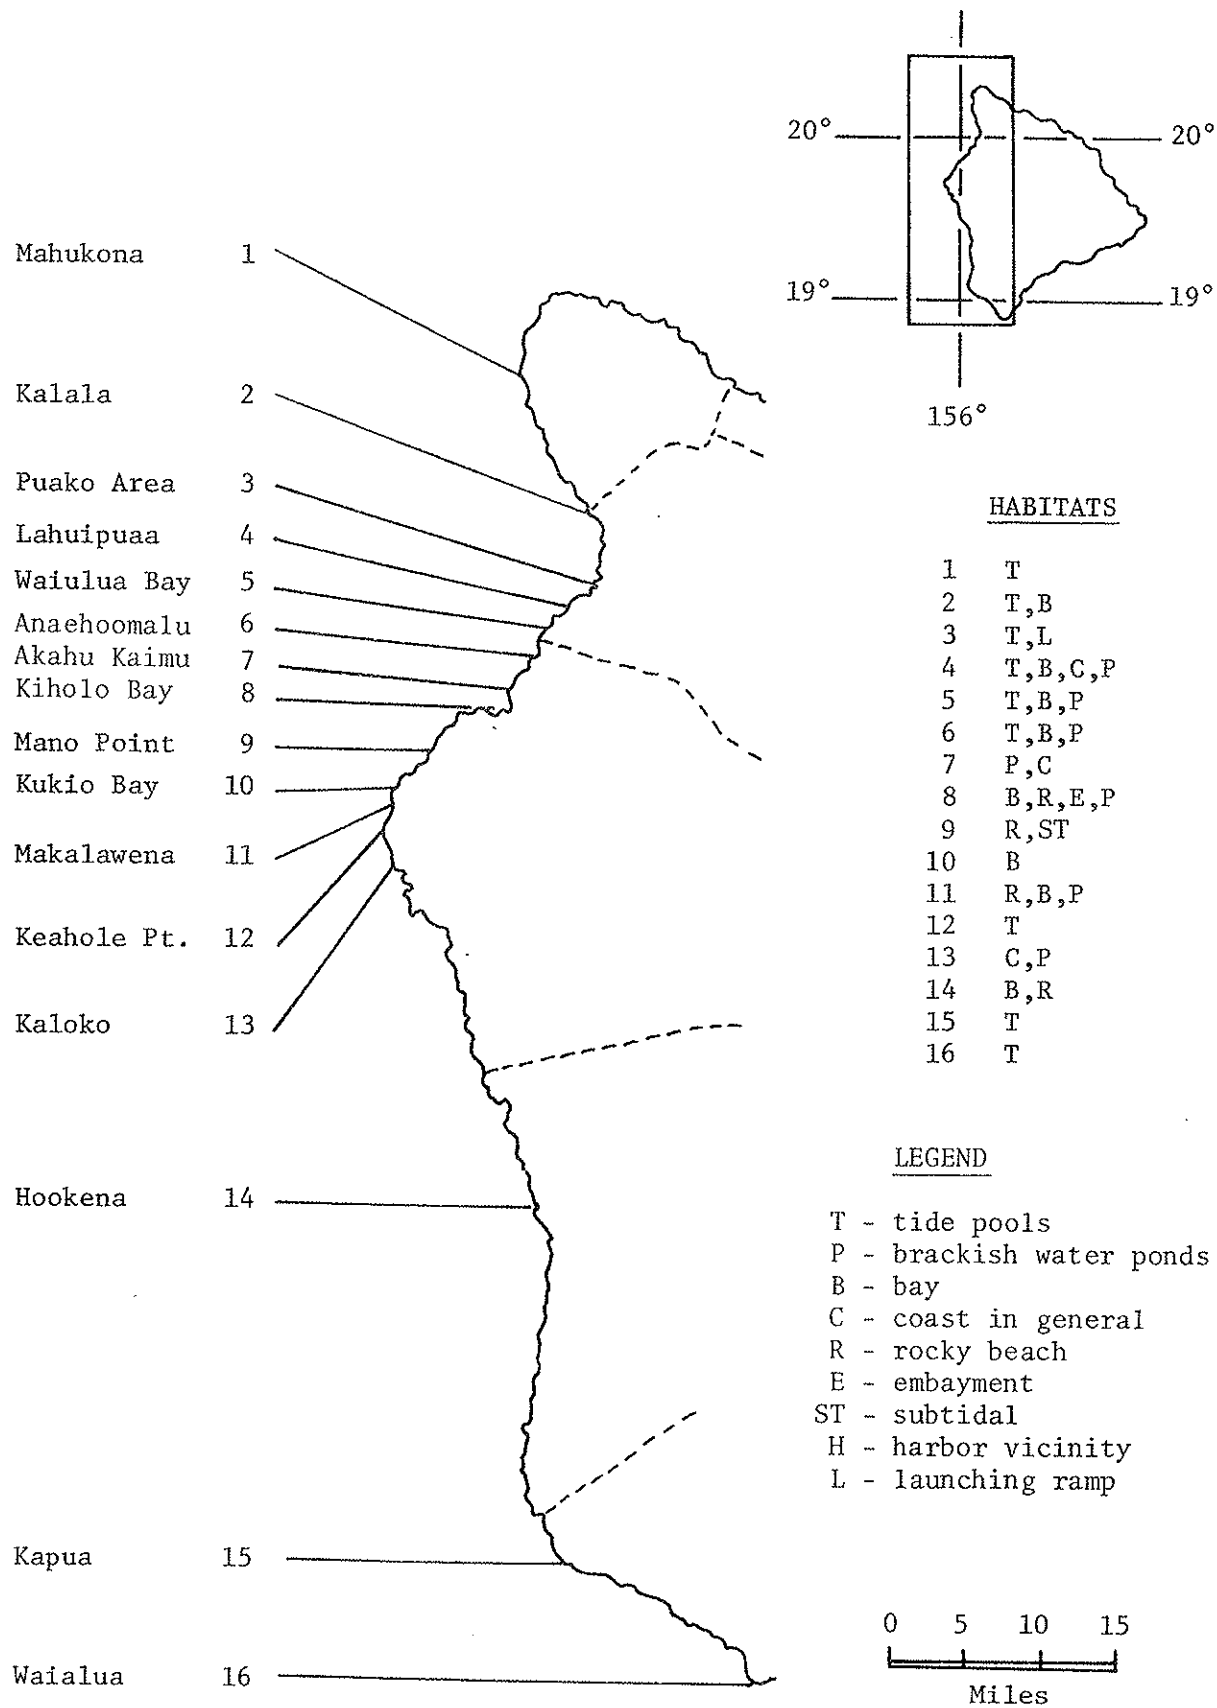 20° 20°
19° 19°
156°
Mahukona 1
Kalala 2
Puako Area 3
Lahuipuaa 4
Waiulua Bay 5
Anaehoomalu 6
Akahu Kaimu 7
Kiholo Bay 8
Mano Point 9
Kukio Bay 10
Makalawena 11
Keahole Pt. 12
Kaloko 13
Hookena 14
Kapua 15
Waialua 16
HABITATS
1 T
2 T,B
3 T,L
4 T,B,C,P
5 T,B,P
6 T,B,P
7 P,C
8 B,R,E,P
9 R,ST
10 B
11 R,B,P
12 T
13 C,P
14 B,R
15 T
16 T
LEGEND
T - tide pools
P - brackish water ponds
B - bay
C - coast in general
R - rocky beach
E - embayment
ST - subtidal
H - harbor vicinity
L - launching ramp
0 5 10 15
Miles